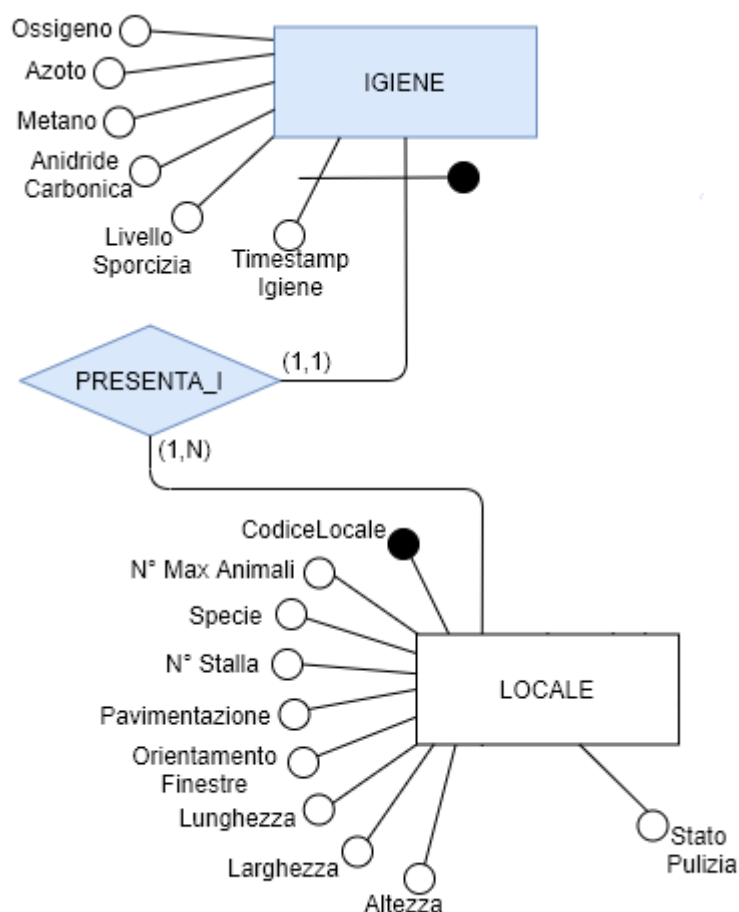 Ossigeno
IGIENE
Azoto
Metano
Anidride
Carbonica
Livello
Sporcizia
Timestamp
Igiene
(1,1)
PRESENTA_I
(1,N)
CodiceLocale
N° Max Animali
Specie
N° Stalla
LOCALE
Pavimentazione
Orientamento
Finestre
Lunghezza
Stato
Pulizia
Larghezza
Altezza